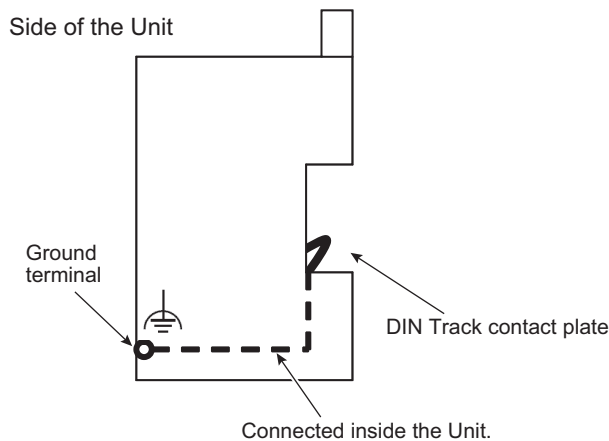 Side of the Unit
Ground
terminal
DIN Track contact plate
Connected inside the Unit.